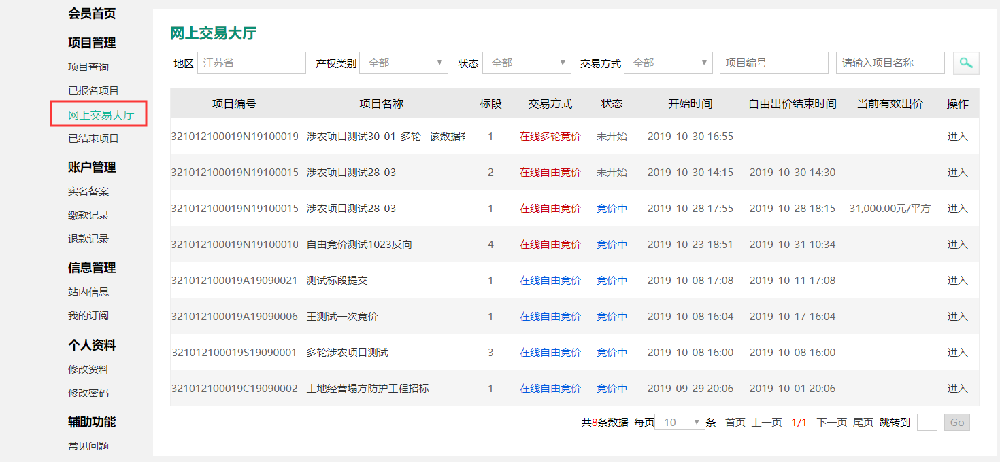 会员首页
项目管理
项目查询
已报名项目
网上交易大厅
已结束项目
账户管理
实名备案
缴款记录
退款记录
信息管理
站内信息
我的订阅
个人资料
修改资料
修改密码
辅助功能
常见问题
网上交易大厅
地区 江苏省 产权类别 全部 状态 全部 交易方式 全部 项目编号 请输入项目名称
项目编号 项目名称 标段 交易方式 状态 开始时间 自由出价结束时间 当前有效出价 操作
321012100019N19100019 涉农项目测试30-01-多轮--该数据有 1 在线多轮竞价 未开始 2019-10-30 16:55 进入
321012100019N19100015 涉农项目测试28-03 2 在线自由竞价 未开始 2019-10-30 14:15 2019-10-30 14:30 进入
321012100019N19100015 涉农项目测试28-03 1 在线自由竞价 竞价中 2019-10-28 17:55 2019-10-28 18:15 31,000.00元/平方 进入
321012100019N19100010 自由竞价测试1023反向 4 在线自由竞价 竞价中 2019-10-23 18:51 2019-10-31 10:34 进入
321012100019A19090021 测试标段提交 1 在线自由竞价 竞价中 2019-10-08 17:08 2019-10-11 17:08 进入
321012100019A19090006 王测试一次竞价 1 在线自由竞价 竞价中 2019-10-08 16:04 2019-10-17 16:04 进入
321012100019S19090001 多轮涉农项目测试 3 在线自由竞价 竞价中 2019-10-08 16:00 2019-10-08 16:00 进入
321012100019C19090002 土地经营塌方防护工程招标 1 在线自由竞价 竞价中 2019-09-29 20:06 2019-10-01 20:06 进入
共8条数据 每页 10 条 首页 上一页 1/1 下一页 尾页 跳转到 Go